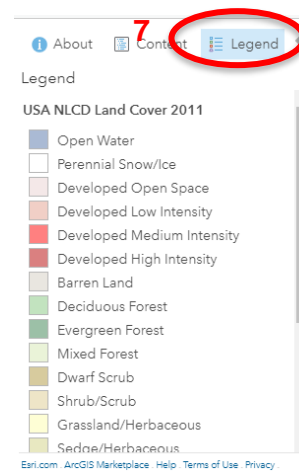 7
About Content Legend
Legend
USA NLCD Land Cover 2011
Open Water
Perennial Snow/Ice
Developed Open Space
Developed Low Intensity
Developed Medium Intensity
Developed High Intensity
Barren Land
Deciduous Forest
Evergreen Forest
Mixed Forest
Dwarf Scrub
Shrub/Scrub
Grassland/Herbaceous
Sedge/Herbaceous
Esri.com . ArcGIS Marketplace . Help . Terms of Use . Privacy .